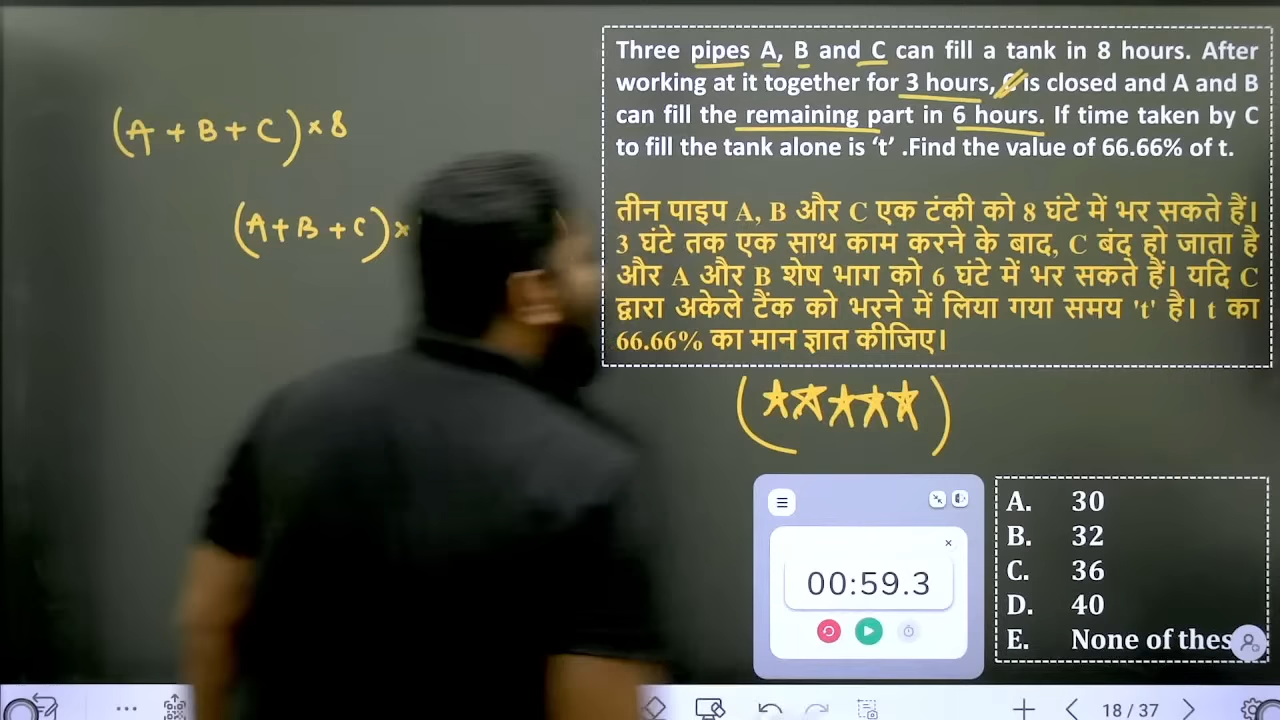 Three pipes A, B and C can fill a tank in 8 hours. After
working at it together for 3 hours, C is closed and A and B
can fill the remaining part in 6 hours. If time taken by C
to fill the tank alone is ‘t’ .Find the value of 66.66% of t.
तीन पाइप A, B और C एक टंकी को 8 घंटे में भर सकते हैं।
3 घंटे तक एक साथ काम करने के बाद, C बंद हो जाता है
और A और B शेष भाग को 6 घंटे में भर सकते हैं। यदि C
द्वारा अकेले टैंक को भरने में लिया गया समय 't' है। t का
66.66% का मान ज्ञात कीजिए।
(A + B + C) × 8
(A + B + C) ×
00:59.3
A. 30
B. 32
C. 36
D. 40
E. None of thes
18 / 37